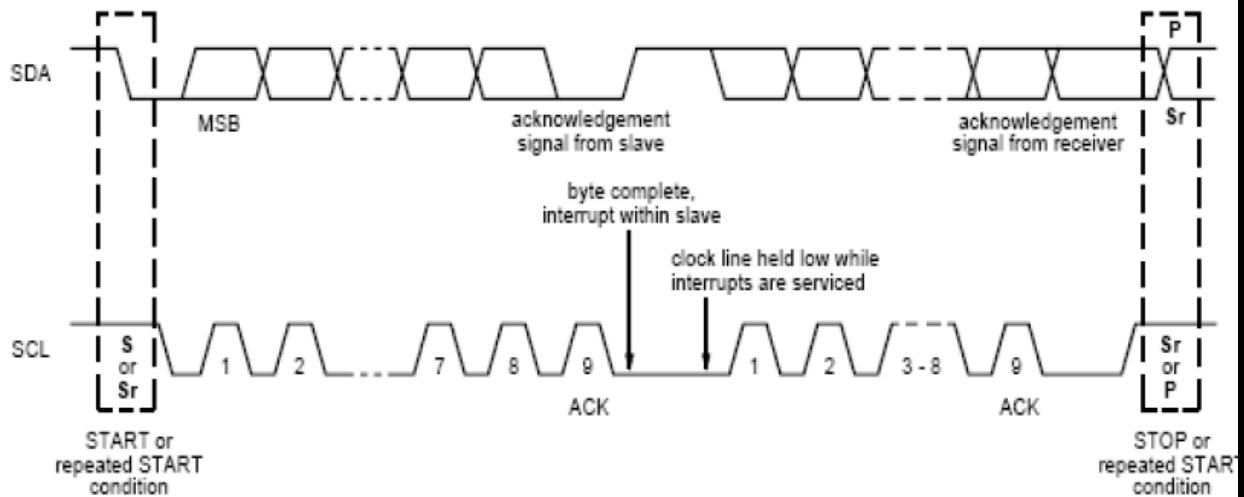 P
SDA
MSB
acknowledgement
signal from slave
acknowledgement
signal from receiver
Sr
byte complete,
interrupt within slave
clock line held low while
interrupts are serviced
SCL
S
or
Sr
1
2
7
8
9
1
2
3 - 8
9
Sr
or
P
ACK
ACK
START or
repeated START
condition
STOP or
repeated START
condition